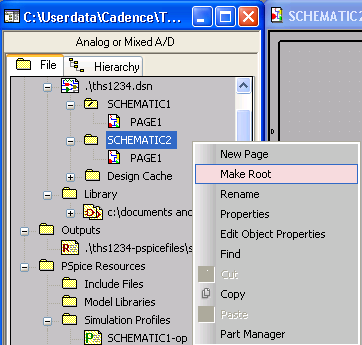 C:\Userdata\Cadence\T...
SCHEMATIC2
Analog or Mixed A/D
File
Hierarchy
.\ths1234.dsn
SCHEMATIC1
PAGE1
SCHEMATIC2
PAGE1
Design Cache
Library
c:\documents and
Outputs
.\ths1234-pspicefiles\s
PSpice Resources
Include Files
Model Libraries
Simulation Profiles
SCHEMATIC1-op
New Page
Make Root
Rename
Properties
Edit Object Properties
Find
Cut
Copy
Paste
Part Manager